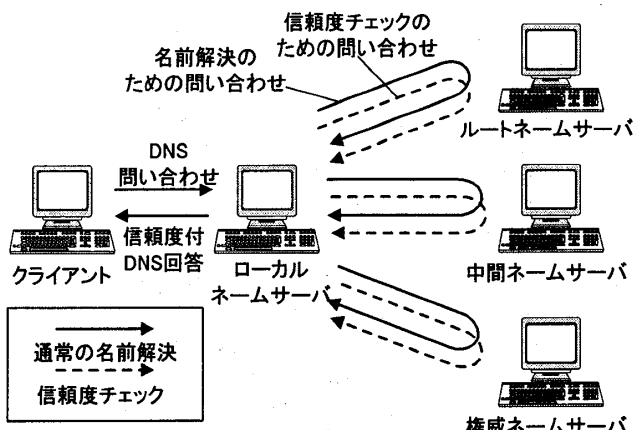 信頼度チェックの
ための問い合わせ
名前解決の
ための問い合わせ
ルートネームサーバ
DNS
問い合わせ
信頼度付
DNS回答
クライアント
ローカル
ネームサーバ
中間ネームサーバ
通常の名前解決
信頼度チェック
権威ネームサーバ